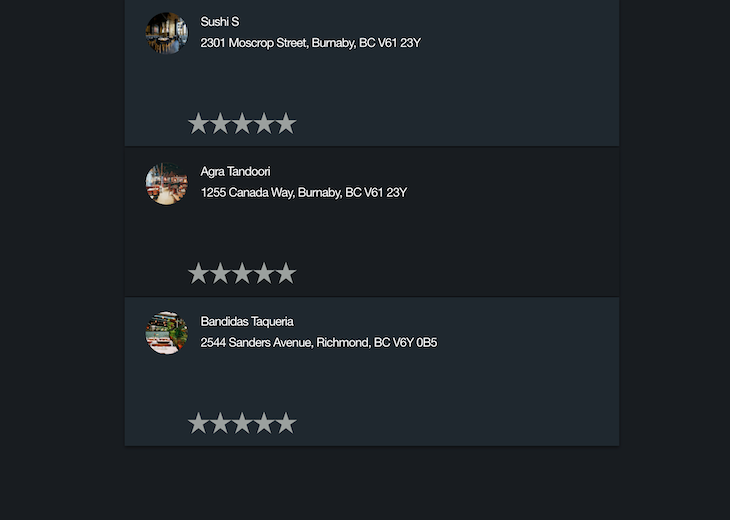 Sushi S
2301 Moscrop Street, Burnaby, BC V61 23Y
Agra Tandoori
1255 Canada Way, Burnaby, BC V61 23Y
Bandidas Taqueria
2544 Sanders Avenue, Richmond, BC V6Y 0B5